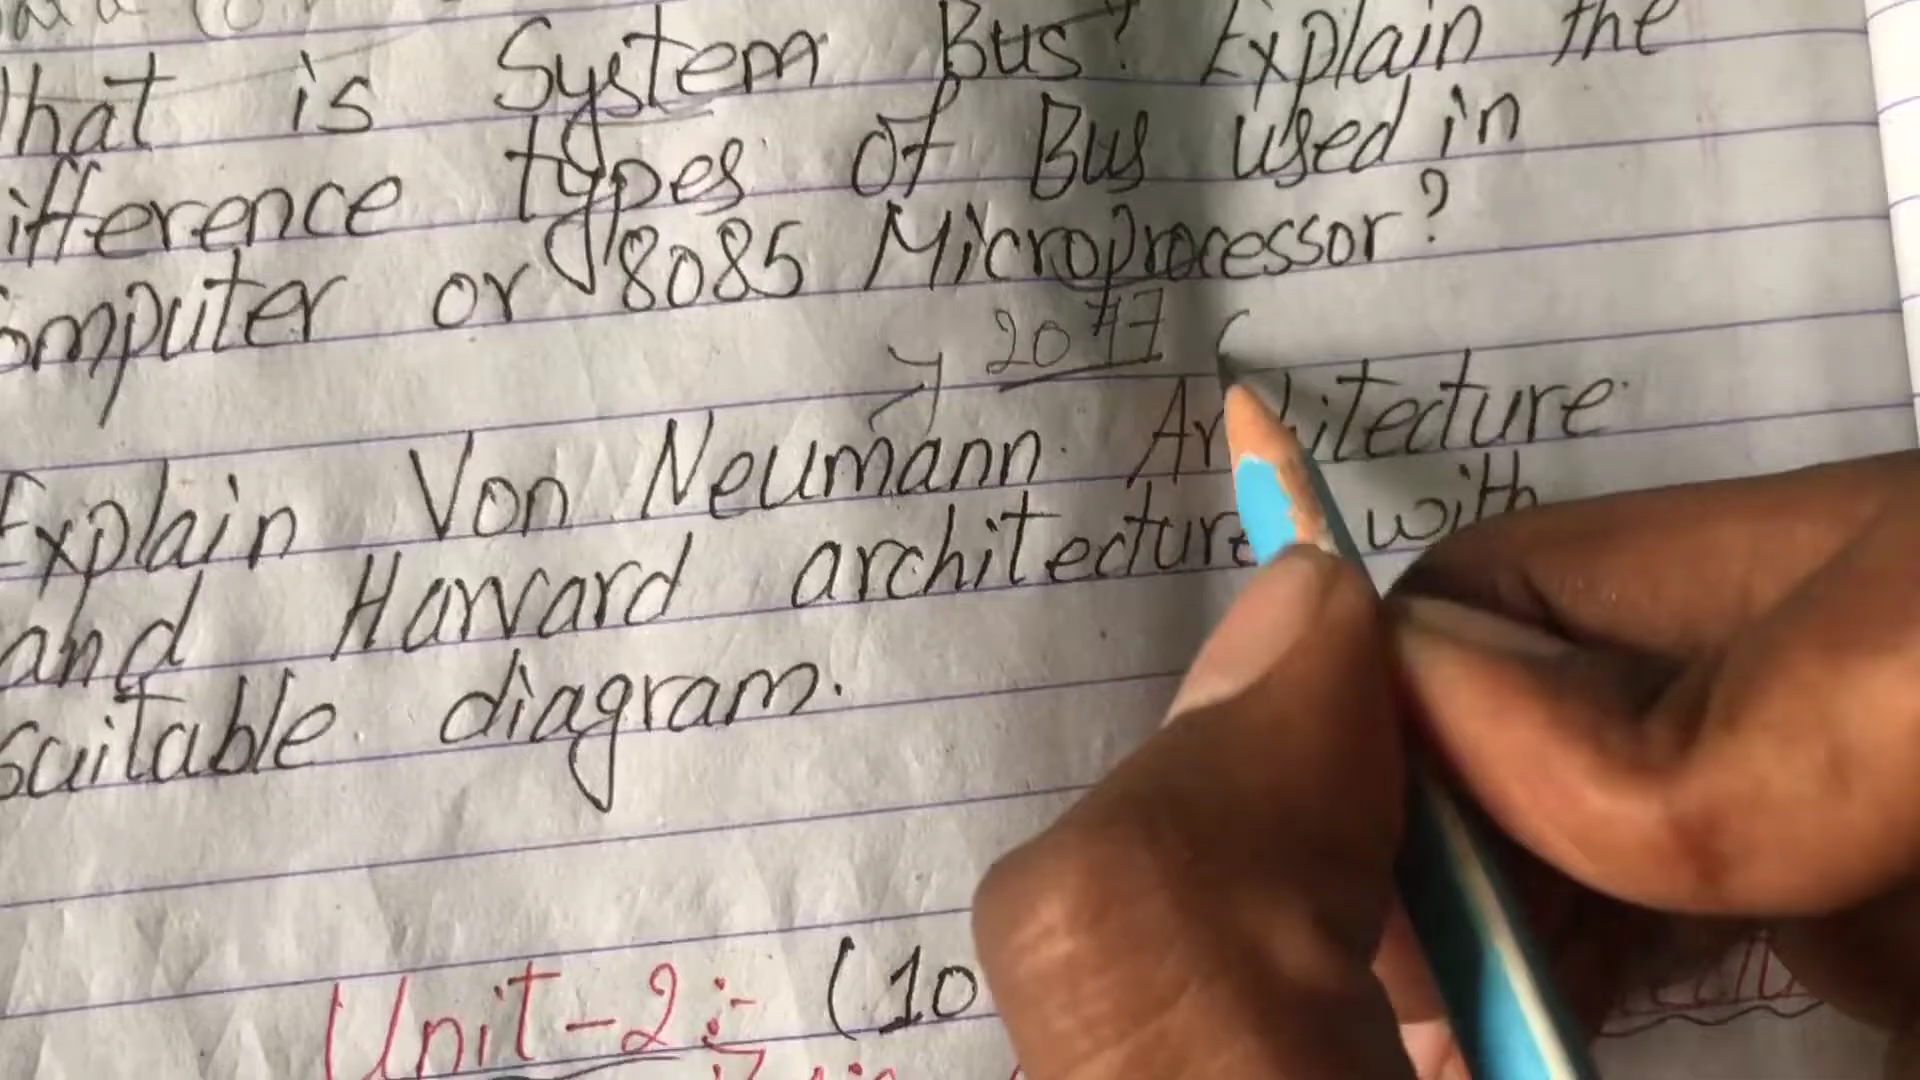 What is System Bus? Explain the
ifference types of Bus used in
omputer or 8085 Microprocessor?
2077 (
Explain Von Neumann Architecture
and Harvard architecture with
suitable diagram.
Unit-2:- (10